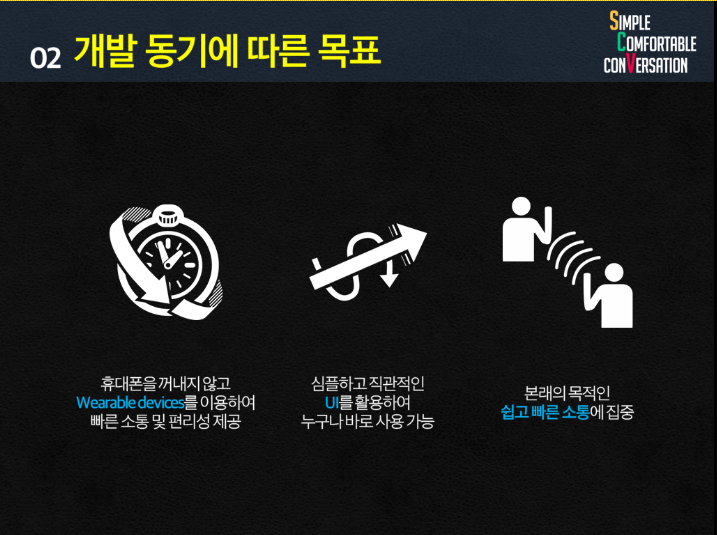 02 개발 동기에 따른 목표
SIMPLE
COMFORTABLE
CONVERSATION
휴대폰을 꺼내지 않고
Wearable devices를 이용하여
빠른 소통 및 편리성 제공
심플하고 직관적인
UI를 활용하여
누구나 바로 사용 가능
본래의 목적인
쉽고 빠른 소통에 집중